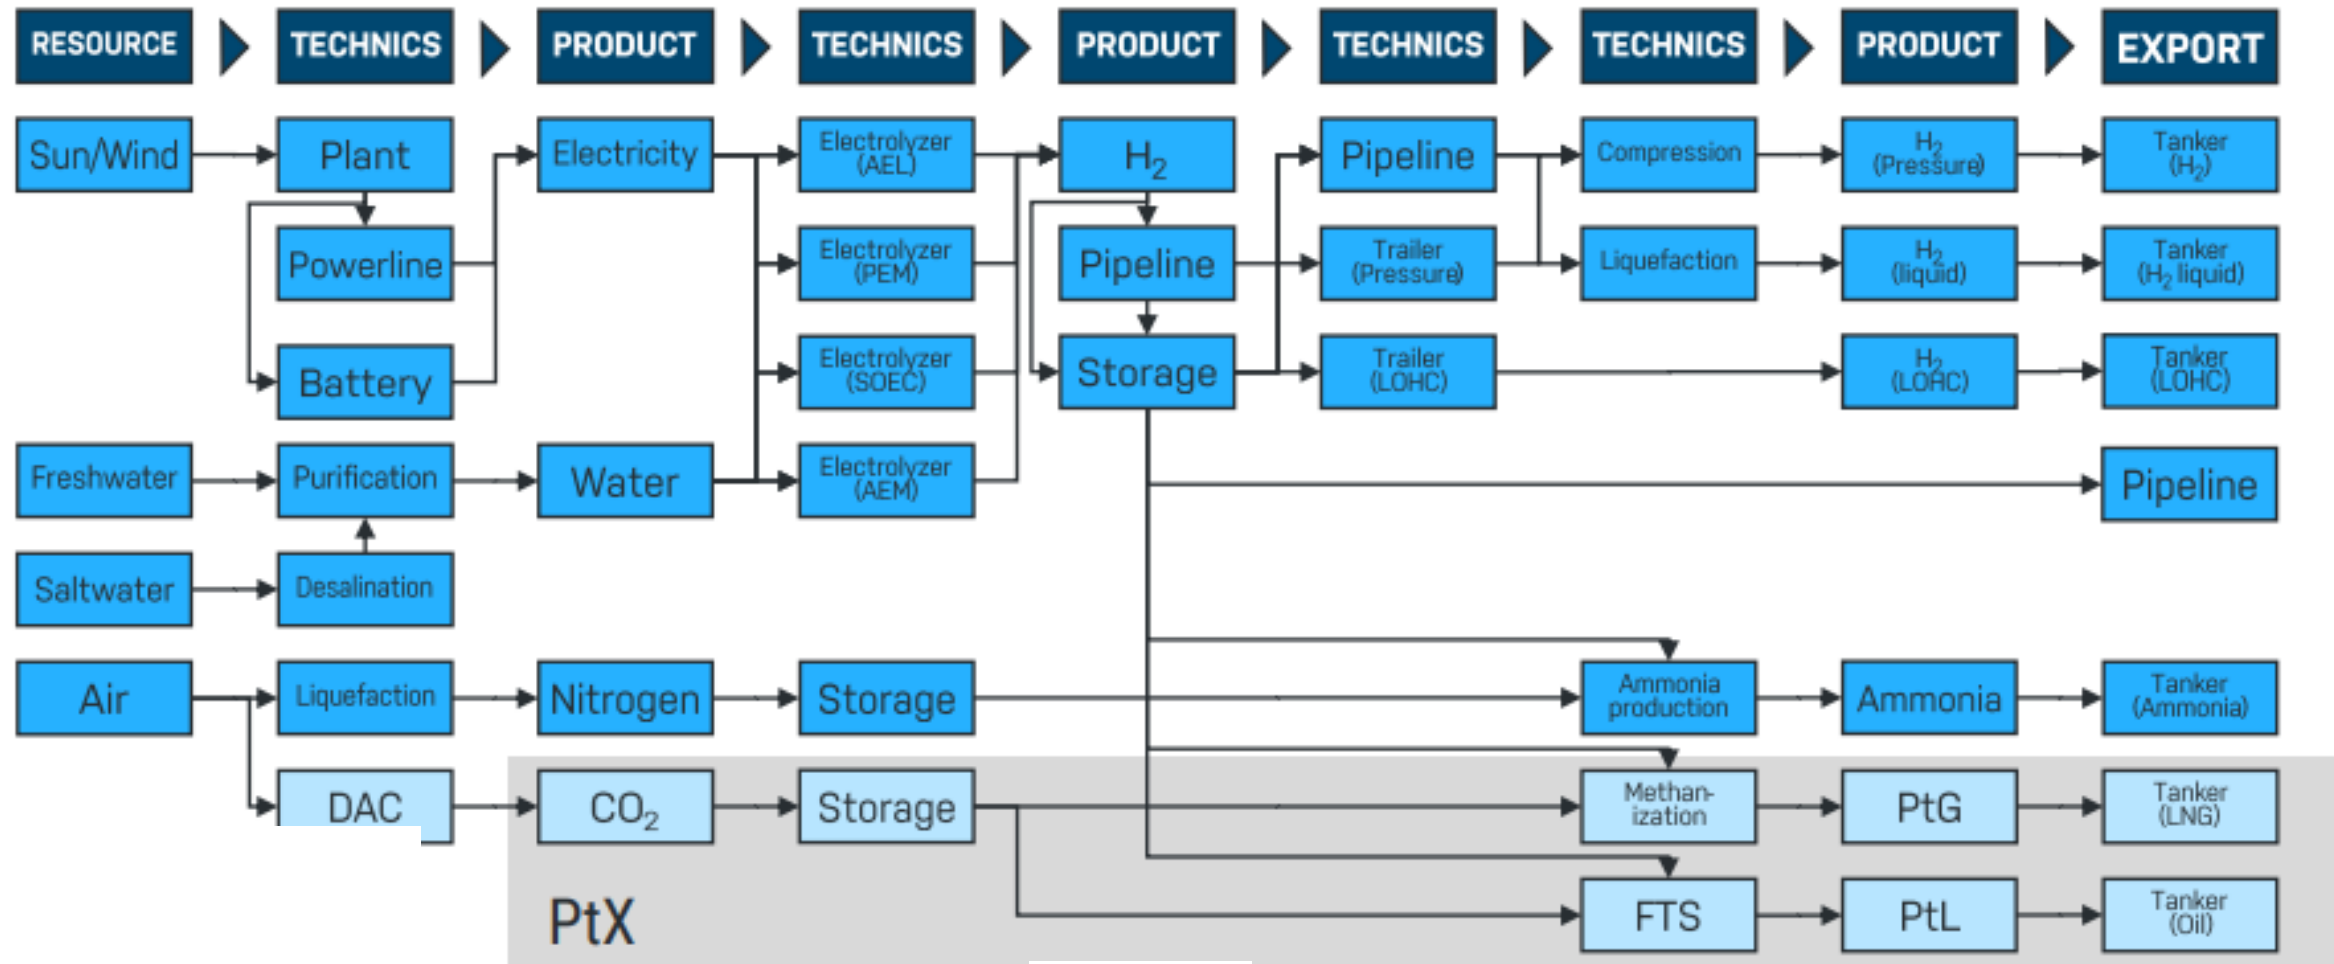 RESOURCE
TECHNICS
PRODUCT
TECHNICS
PRODUCT
TECHNICS
TECHNICS
PRODUCT
EXPORT
Sun/Wind
Plant
Electricity
Electrolyzer
(AEL)
H₂
Pipeline
Compression
H₂
(Pressure)
Tanker
(H₂)
Powerline
Electrolyzer
(PEM)
Pipeline
Trailer
(Pressure)
Liquefaction
H₂
(liquid)
Tanker
(H₂ liquid)
Battery
Electrolyzer
(SOEC)
Storage
Trailer
(LOHC)
H₂
(LOHC)
Tanker
(LOHC)
Freshwater
Purification
Water
Electrolyzer
(AEM)
Pipeline
Saltwater
Desalination
Air
Liquefaction
Nitrogen
Storage
Ammonia
production
Ammonia
Tanker
(Ammonia)
DAC
CO₂
Storage
Methan-
ization
PtG
Tanker
(LNG)
PtX
FTS
PtL
Tanker
(Oil)